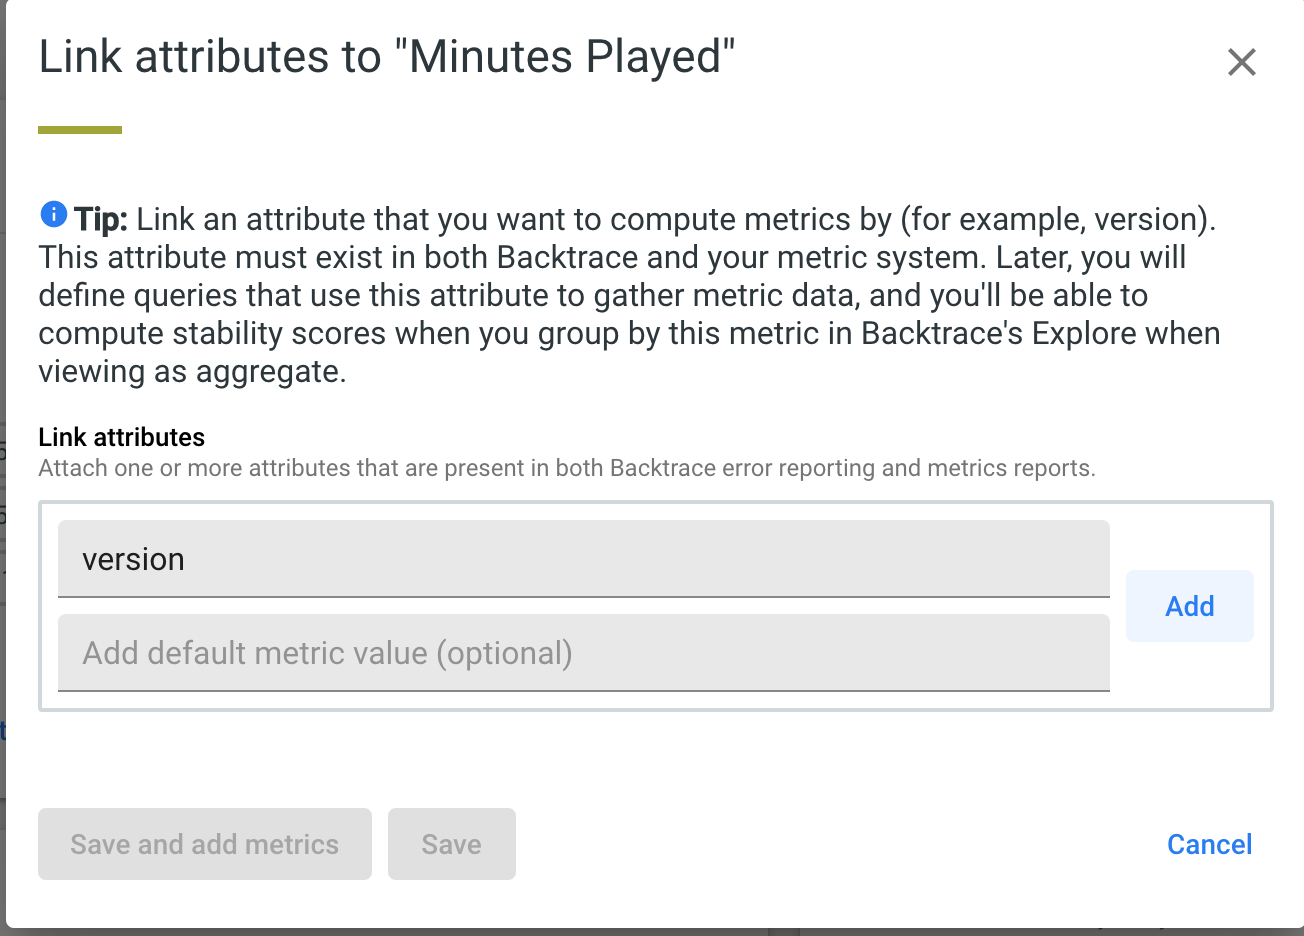 Link attributes to "Minutes Played"
Tip: Link an attribute that you want to compute metrics by (for example, version).
This attribute must exist in both Backtrace and your metric system. Later, you will
define queries that use this attribute to gather metric data, and you'll be able to
compute stability scores when you group by this metric in Backtrace's Explore when
viewing as aggregate.
Link attributes
Attach one or more attributes that are present in both Backtrace error reporting and metrics reports.
version
Add default metric value (optional)
Add
Save and add metrics
Save
Cancel